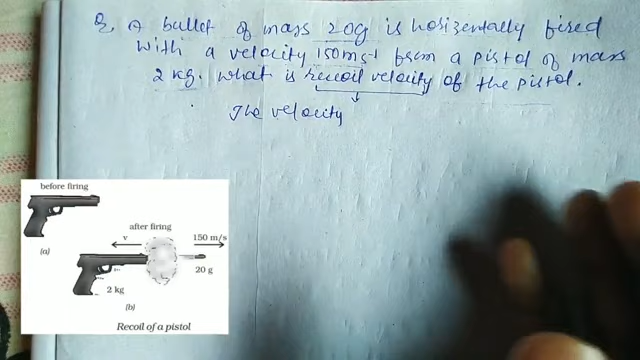 Q. A bullet of mass 20g is horizontally fired
with a velocity 150ms-1 from a pistol of mass
2 kg. what is recoil velocity of the pistol.
The velocity
before firing
(a)
after firing
v
150 m/s
20 g
2 kg
(b)
Recoil of a pistol